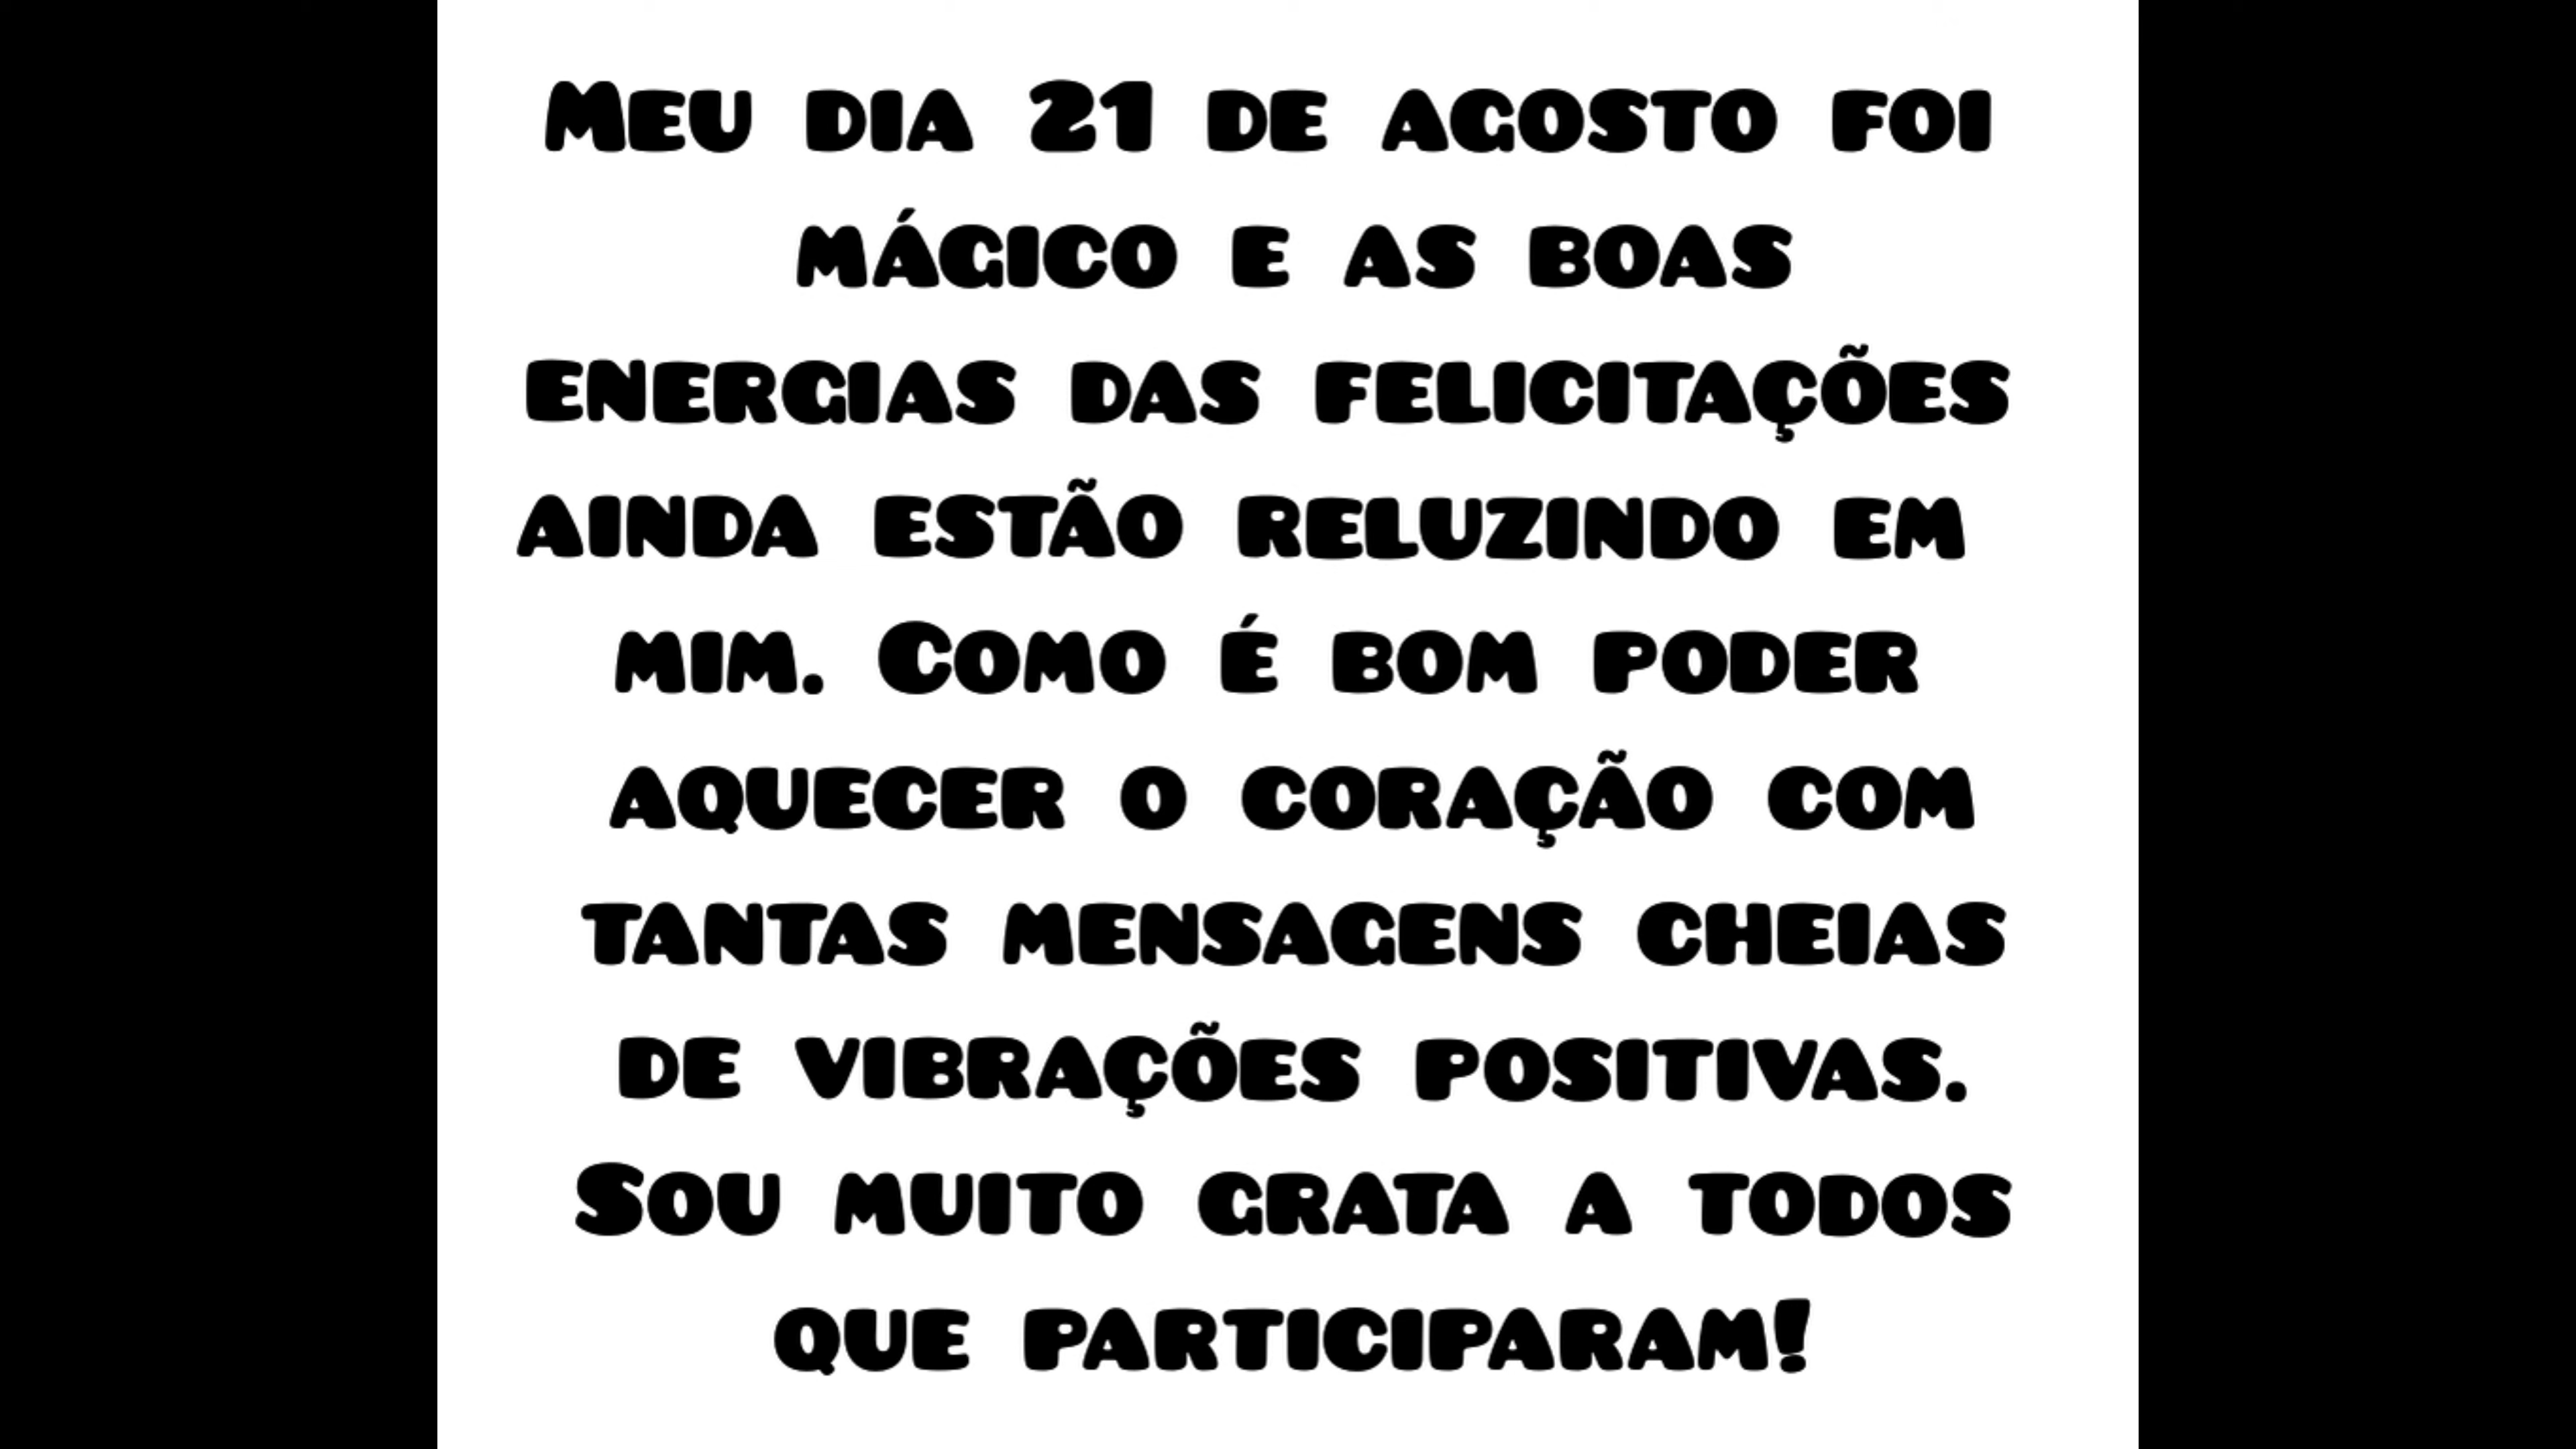 Meu dia 21 de agosto foi
mágico e as boas
energias das felicitações
ainda estão reluzindo em
mim. Como é bom poder
aquecer o coração com
tantas mensagens cheias
de vibrações positivas.
Sou muito grata a todos
que participaram!